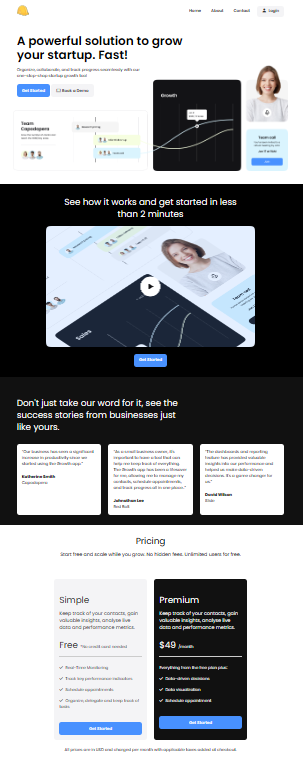 Home About Contact Login
A powerful solution to grow
your startup. Fast!
Organize, collaborate, and track progress seamlessly with our
one-stop-shop startup growth tool
Get Started Book a Demo
Growth
Team
Capsulapera
Team call
Join
See how it works and get started in less
than 2 minutes
Sales
Team call
Get Started
Don't just take our word for it, see the
success stories from businesses just
like yours.
"Our business has seen a significant
increase in productivity since we
started using the Growth app."
Katherine Smith
Capsulapera
"As a small business owner, it's
important to have a tool that can
help me keep track of everything.
The Growth app has been a lifesaver
for me, allowing me to manage my
contacts, schedule appointments,
and track progress all in one place."
Johnathan Lee
Red Bolt
"The dashboards and reporting
feature has provided valuable
insights into our performance and
helped us make data-driven
decisions. It's a game changer for
us."
David Wilson
Slide
Pricing
Start free and scale while you grow. No hidden fees. Unlimited users for free.
Simple
Keep track of your contacts, gain
valuable insights, analyse live
data and performance metrics.
Free *No credit card needed
Real-Time Monitoring
Track key performance indicators
Schedule appointments
Organize, delegate and keep track of
tasks
Get Started
Premium
Keep track of your contacts, gain
valuable insights, analyse live
data and performance metrics.
$49 /month
Everything from the free plan plus:
Data-driven decisions
Data visualization
Schedule appointment
Get Started
All prices are in USD and charged per month with applicable taxes added at checkout.